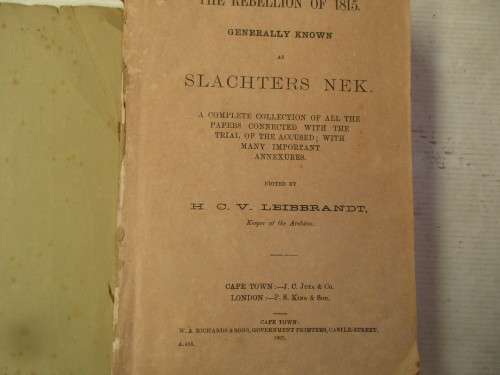 THE REBELLION OF 1815.
GENERALLY KNOWN
AS
SLACHTERS NEK.
A COMPLETE COLLECTION OF ALL THE
PAPERS CONNECTED WITH THE
TRIAL OF THE ACCUSED; WITH
MANY IMPORTANT
ANNEXURES.
EDITED BY
H. C. V. LEIBBRANDT,
Keeper of the Archives.
CAPE TOWN:—J. C. JUTA & Co.
LONDON:—P. S. KING & SON.
CAPE TOWN:
W. A. RICHARDS & SONS, GOVERNMENT PRINTERS, CASTLE-STREET.